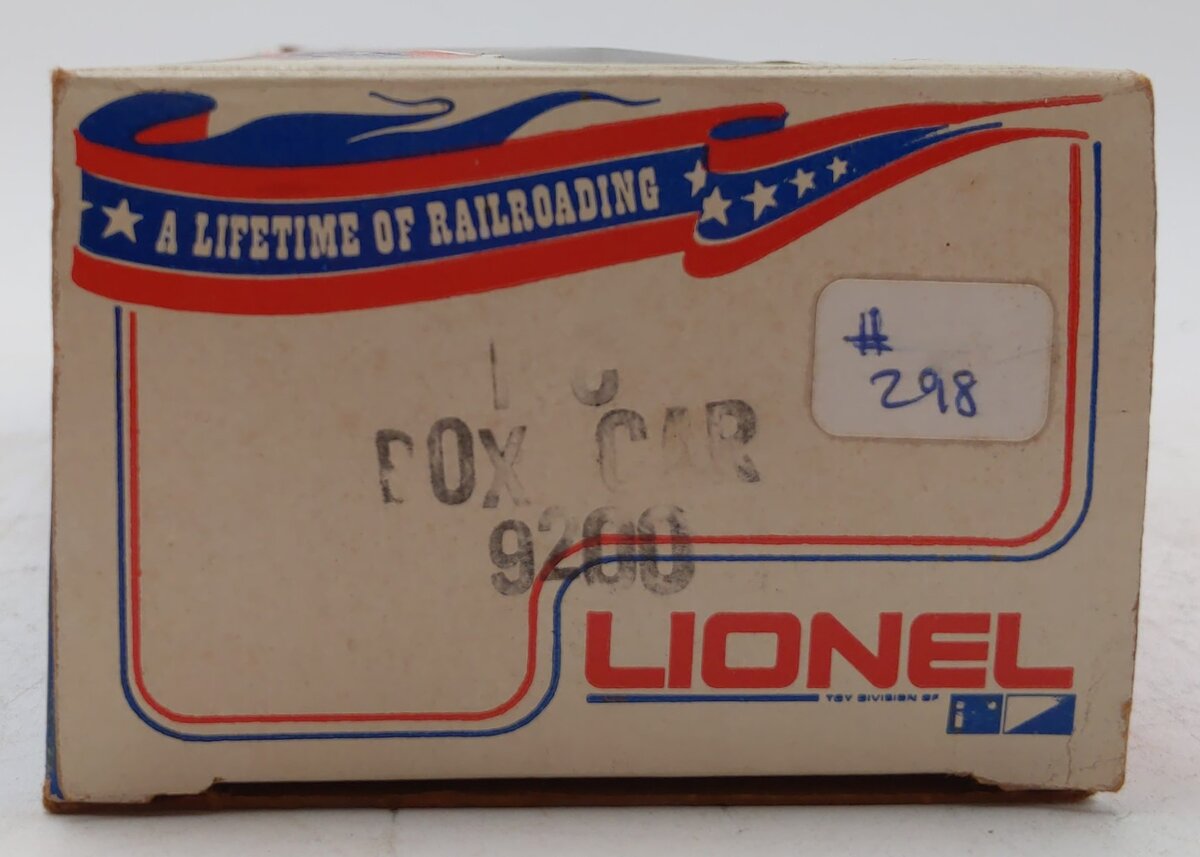 A LIFETIME OF RAILROADING
#
298
BOX CAR
9200
LIONEL
TOY DIVISION OF